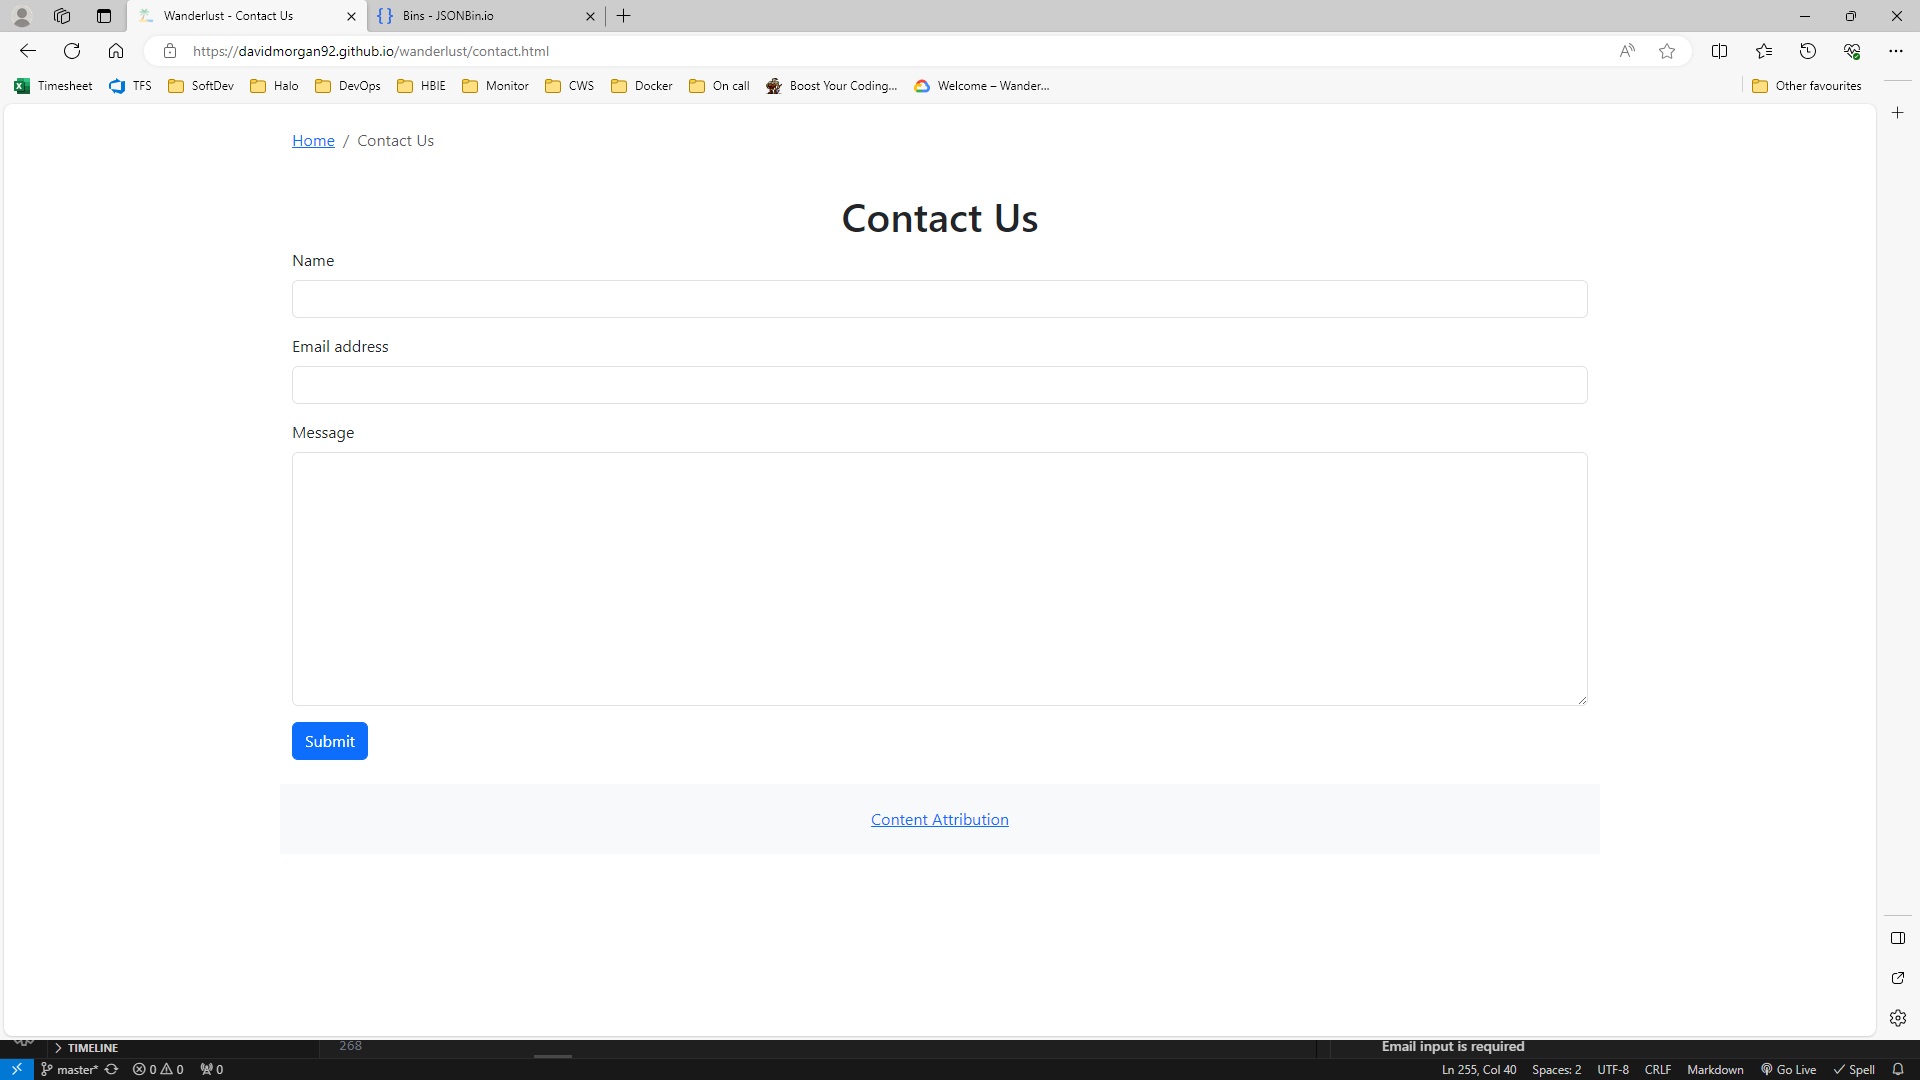 Wanderlust - Contact Us
{ } Bins - JSONBin.io
https://davidmorgan92.github.io/wanderlust/contact.html
Timesheet TFS SoftDev Halo DevOps HBIE Monitor CWS Docker On call Boost Your Coding... Welcome – Wander... Other favourites
Home / Contact Us
Contact Us
Name
Email address
Message
Submit
Content Attribution
> TIMELINE 268 Email input is required
master* 0 0 0 Ln 255, Col 40 Spaces: 2 UTF-8 CRLF Markdown Go Live Spell